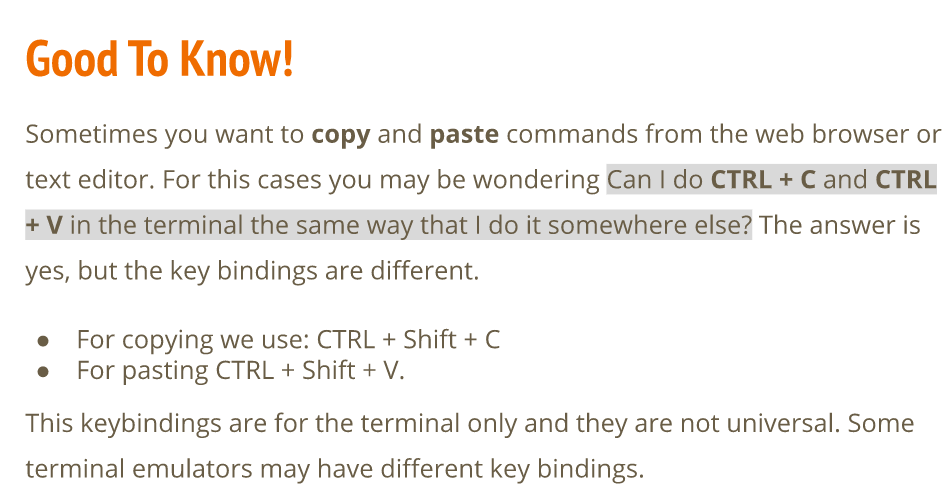 Good To Know!
Sometimes you want to copy and paste commands from the web browser or
text editor. For this cases you may be wondering Can I do CTRL + C and CTRL
+ V in the terminal the same way that I do it somewhere else? The answer is
yes, but the key bindings are different.
● For copying we use: CTRL + Shift + C
● For pasting CTRL + Shift + V.
This keybindings are for the terminal only and they are not universal. Some
terminal emulators may have different key bindings.